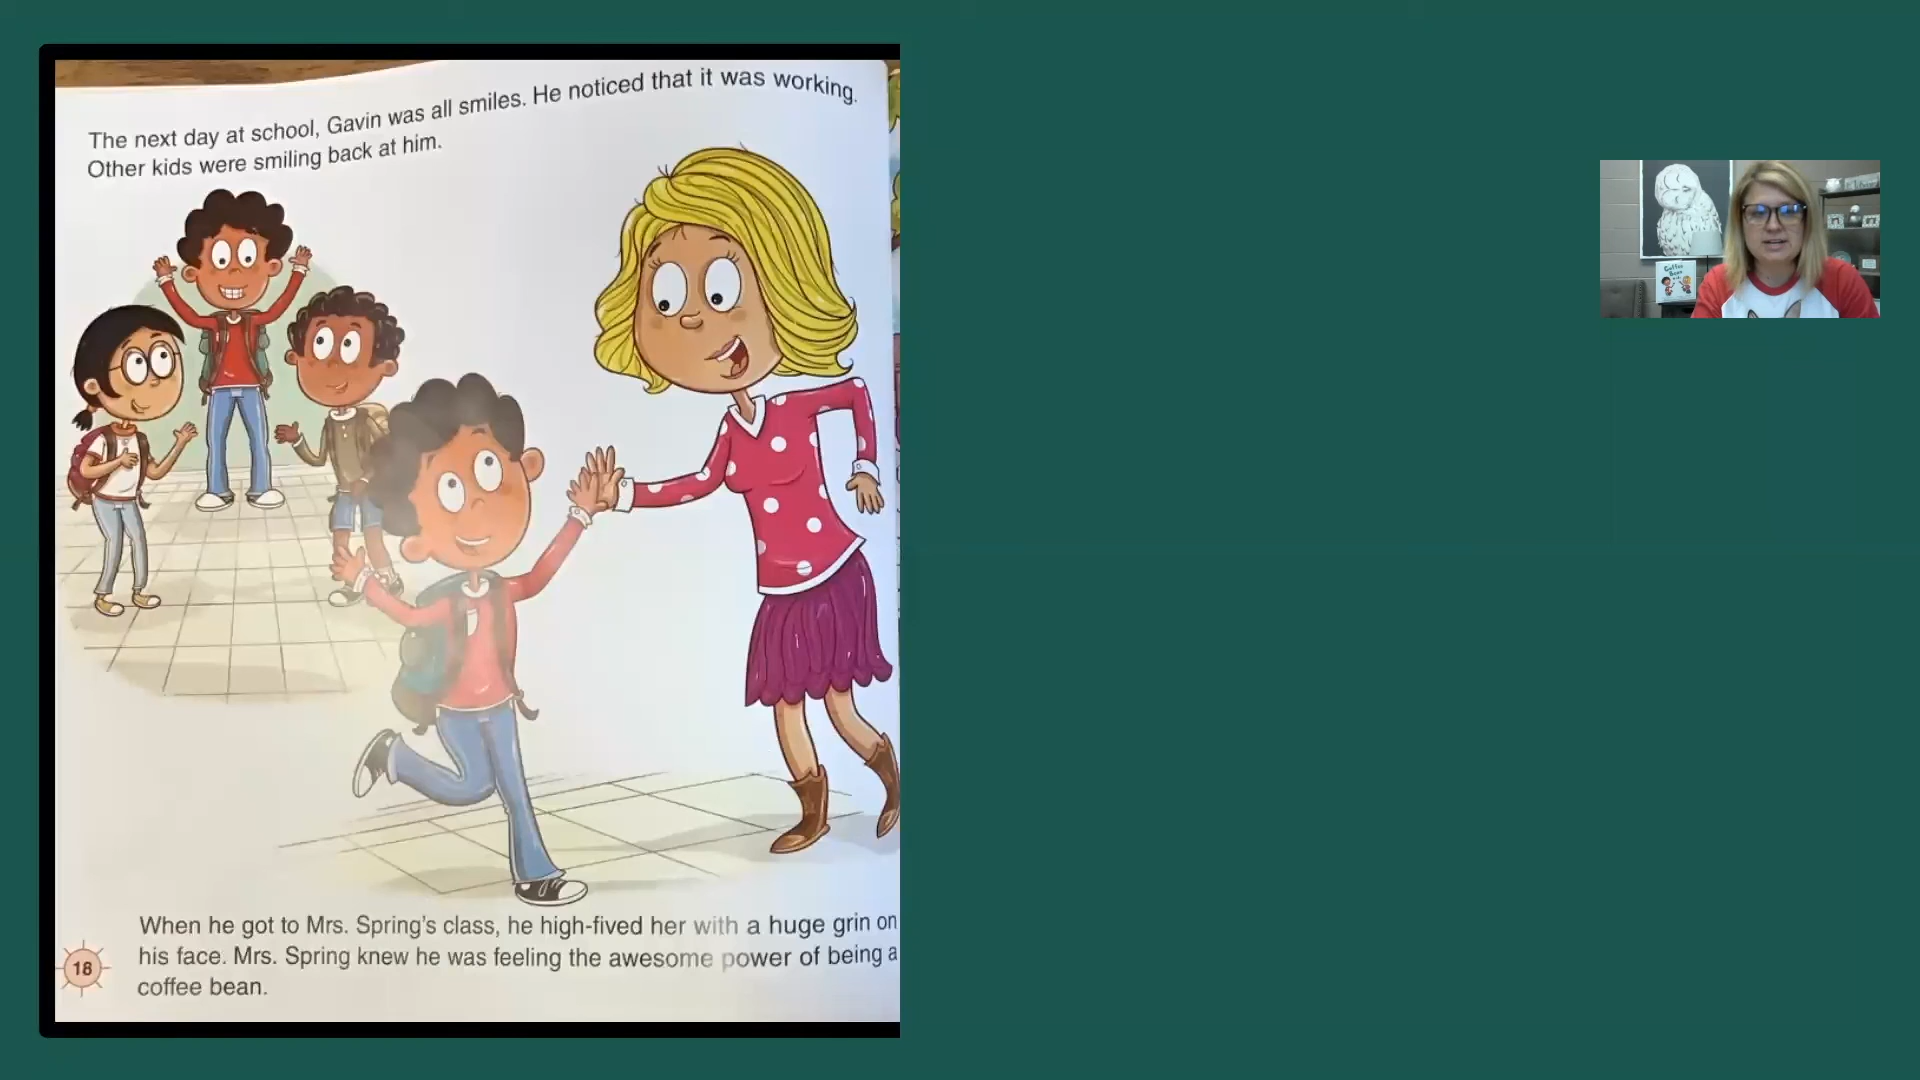 The next day at school, Gavin was all smiles. He noticed that it was working.
Other kids were smiling back at him.
When he got to Mrs. Spring's class, he high-fived her with a huge grin on
his face. Mrs. Spring knew he was feeling the awesome power of being a
coffee bean.
18